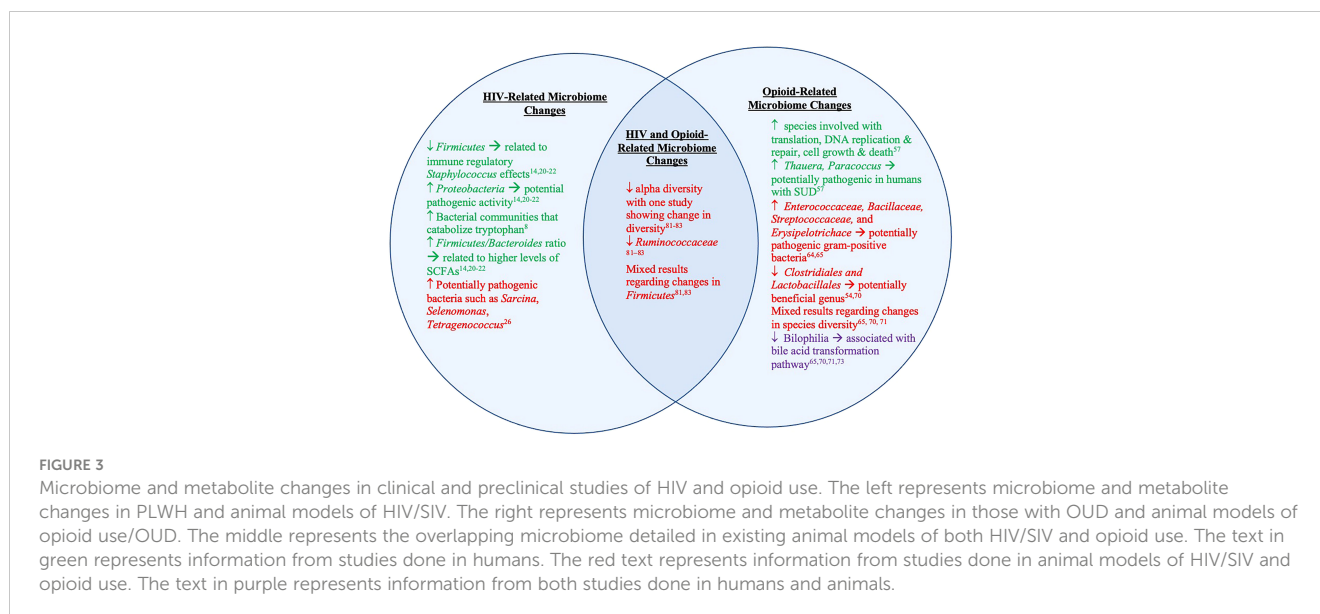 HIV-Related Microbiome
Changes
↓ Firmicutes → related to
immune regulatory
Staphylococcus effects14,20-22
↑ Proteobacteria → potential
pathogenic activity14,20-22
↑ Bacterial communities that
catabolize tryptophan8
↑ Firmicutes/Bacteroides ratio
→ related to higher levels of
SCFAs14,20-22
↑ Potentially pathogenic
bacteria such as Sarcina,
Selenomonas,
Tetragenococcus26
HIV and Opioid-
Related Microbiome
Changes
↓ alpha diversity
with one study
showing change in
diversity81-83
↓ Ruminococcaceae
81–83
Mixed results
regarding changes in
Firmicutes81,83
Opioid-Related
Microbiome Changes
↑ species involved with
translation, DNA replication &
repair, cell growth & death57
↑ Thauera, Paracoccus →
potentially pathogenic in humans
with SUD57
↑ Enterococcaceae, Bacillaceae,
Streptococcaceae, and
Erysipelotrichace → potentially
pathogenic gram-positive
bacteria64,65
↓ Clostridiales and
Lactobacillales → potentially
beneficial genus54,70
Mixed results regarding changes
in species diversity65, 70, 71
↓ Bilophilia → associated with
bile acid transformation
pathway65,70,71,73
FIGURE 3
Microbiome and metabolite changes in clinical and preclinical studies of HIV and opioid use. The left represents microbiome and metabolite
changes in PLWH and animal models of HIV/SIV. The right represents microbiome and metabolite changes in those with OUD and animal models of
opioid use/OUD. The middle represents the overlapping microbiome detailed in existing animal models of both HIV/SIV and opioid use. The text in
green represents information from studies done in humans. The red text represents information from studies done in animal models of HIV/SIV and
opioid use. The text in purple represents information from both studies done in humans and animals.